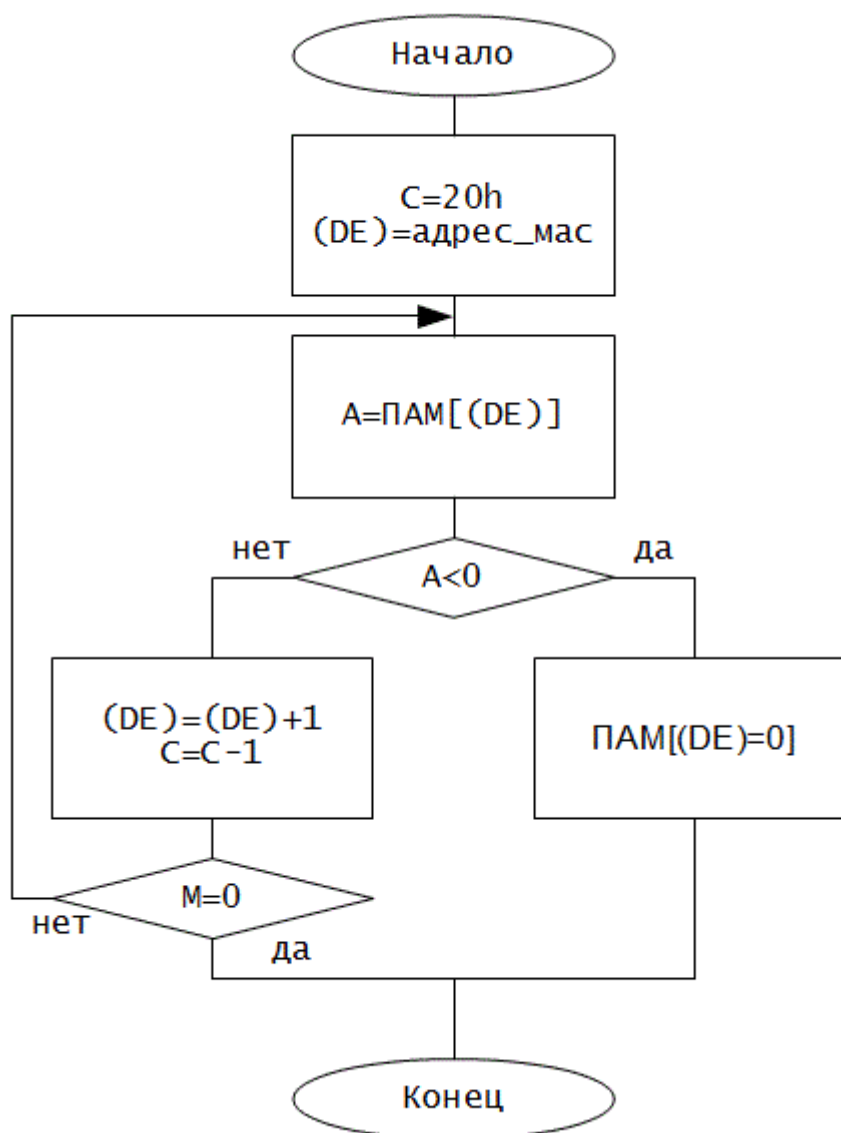 Начало
C=20h
(DE)=адрес_мас
A=ПАМ[(DE)]
нет
да
A<0
(DE)=(DE)+1
C=C-1
ПАМ[(DE)=0]
M=0
нет
да
Конец